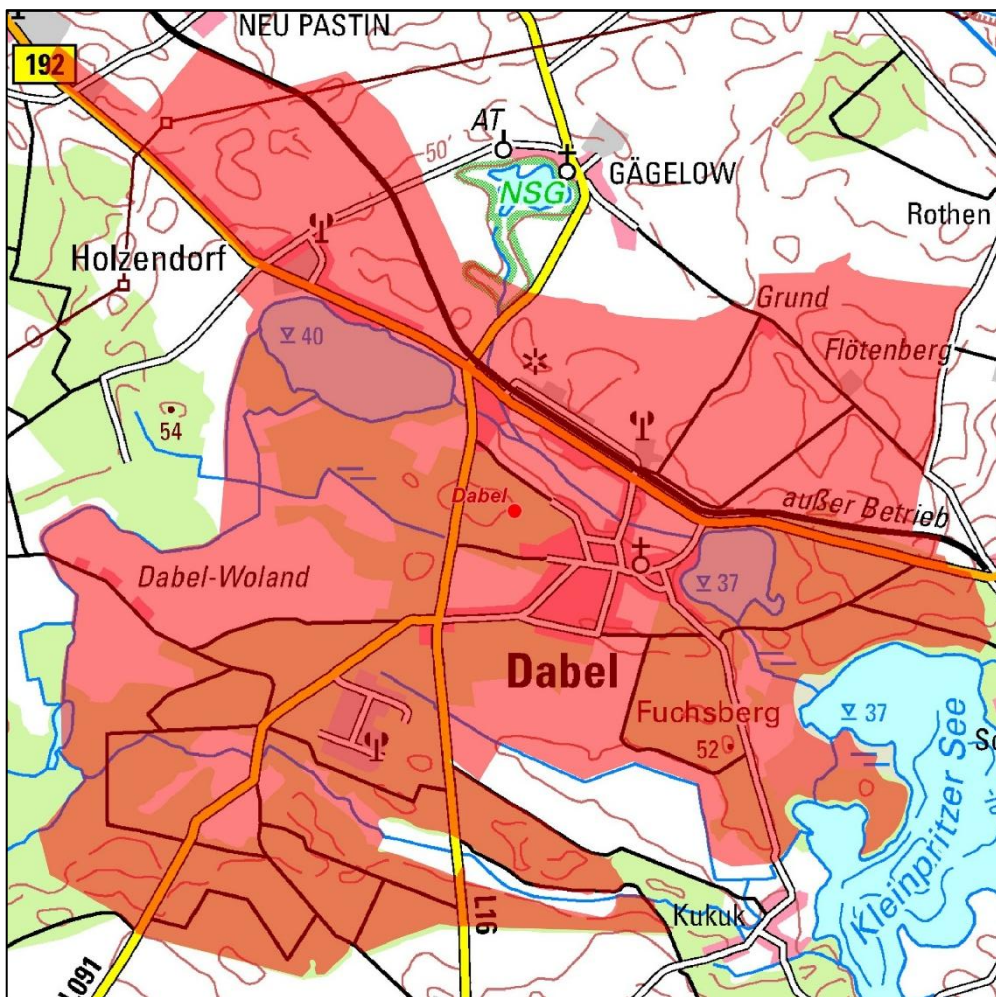 NEU PASTIN
192
AT
50
NSG
GÄGELOW
Rothen
Holzendorf
Grund
40
Flötenberg
54
Dabel
außer Betrieb
Dabel-Woland
37
Dabel
Fuchsberg
37
52
Kleinpritzer See
Kukuk
L16
L091